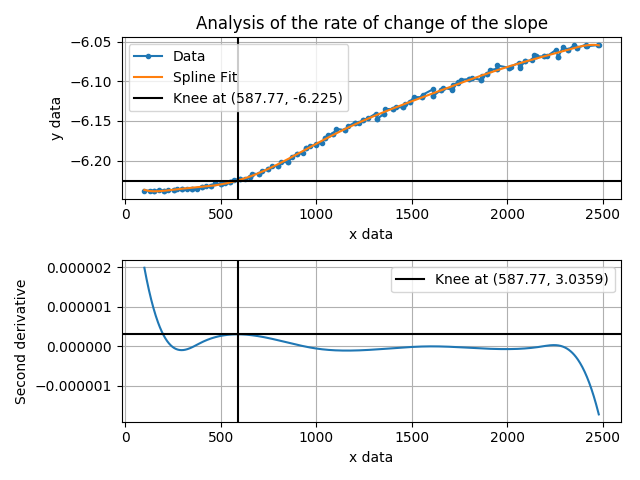 Analysis of the rate of change of the slope
−6.05
−6.10
−6.15
−6.20
y data
Data
Spline Fit
Knee at (587.77, -6.225)
0 500 1000 1500 2000 2500
x data
0.000002
0.000001
0.000000
−0.000001
Second derivative
Knee at (587.77, 3.0359)
0 500 1000 1500 2000 2500
x data